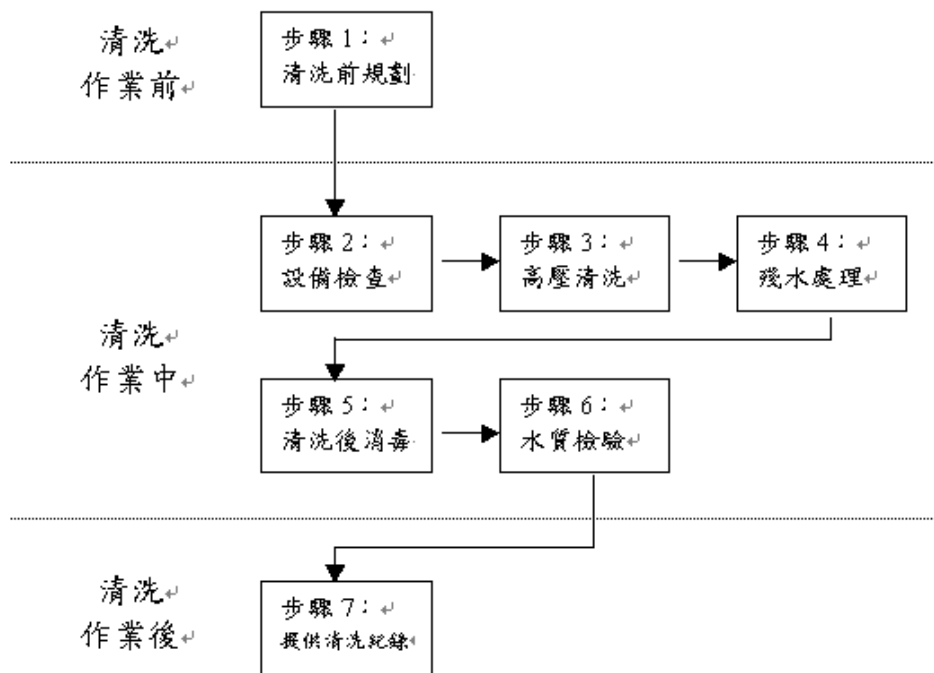 清洗
作業前
步驟1：
清洗前規劃
步驟2：
設備檢查
步驟3：
高壓清洗
步驟4：
殘水處理
清洗
作業中
步驟5：
清洗後消毒
步驟6：
水質檢驗
清洗
作業後
步驟7：
提供清洗紀錄